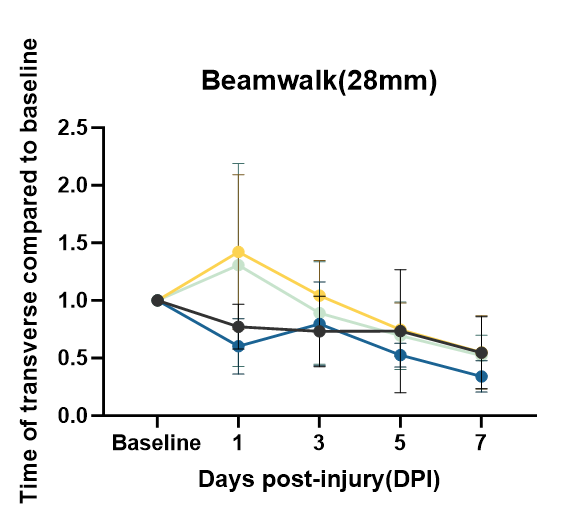 Beamwalk(28mm)
Time of transverse compared to baseline
2.5
2.0
1.5
1.0
0.5
0.0
Baseline 1 3 5 7
Days post-injury(DPI)